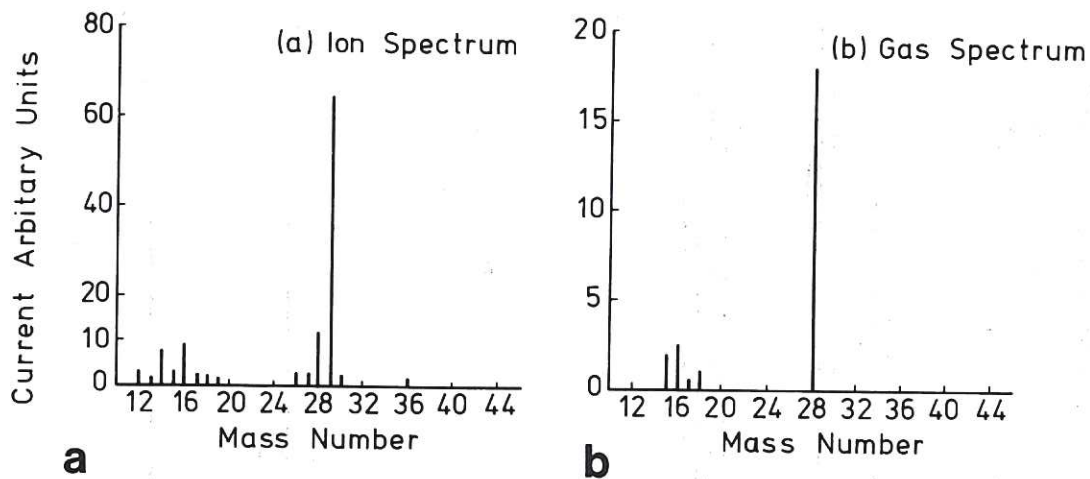 80
60
40
20
10
0
Current Arbitary Units
(a) Ion Spectrum
12 16 20 24 28 32 36 40 44
Mass Number
a
20
15
10
5
0
(b) Gas Spectrum
12 16 20 24 28 32 36 40 44
Mass Number
b